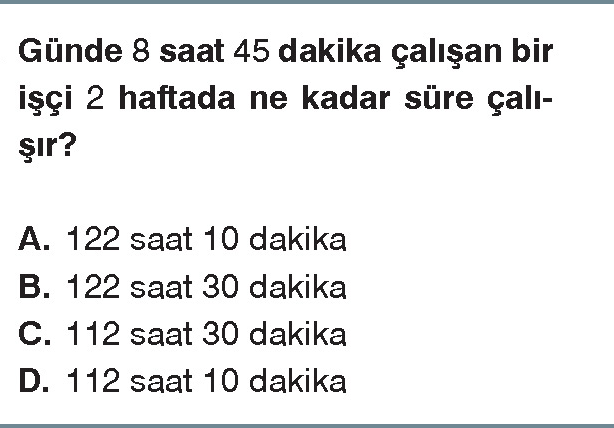 Günde 8 saat 45 dakika çalışan bir
işçi 2 haftada ne kadar süre çalı-
şır?
A. 122 saat 10 dakika
B. 122 saat 30 dakika
C. 112 saat 30 dakika
D. 112 saat 10 dakika